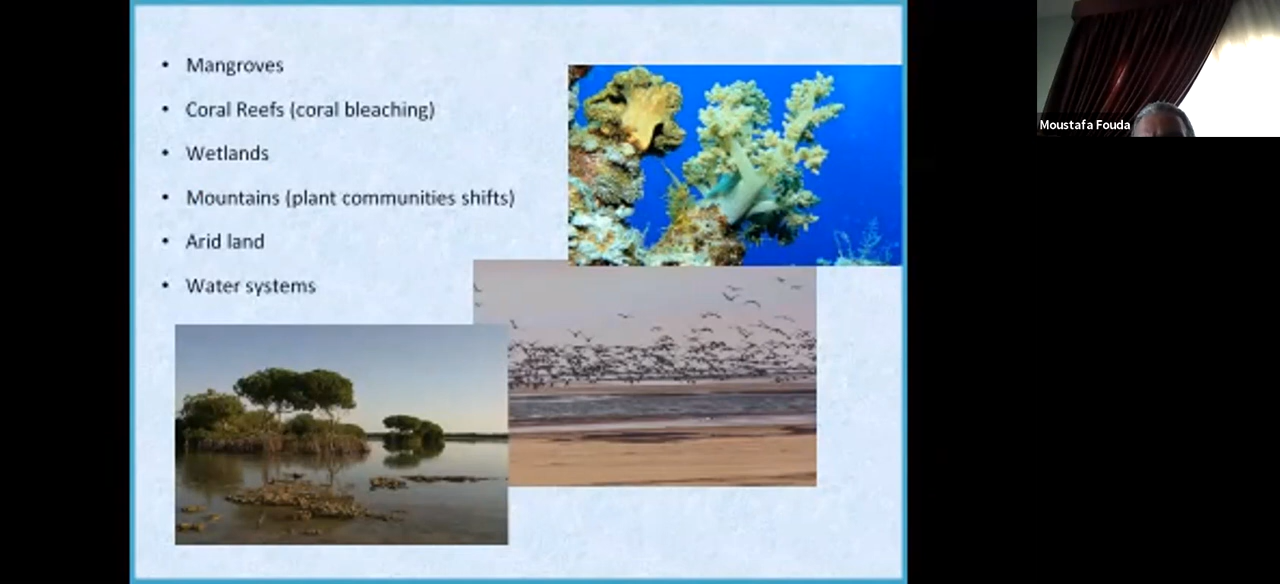 • Mangroves
• Coral Reefs (coral bleaching)
• Wetlands
• Mountains (plant communities shifts)
• Arid land
• Water systems
Moustafa Fouda